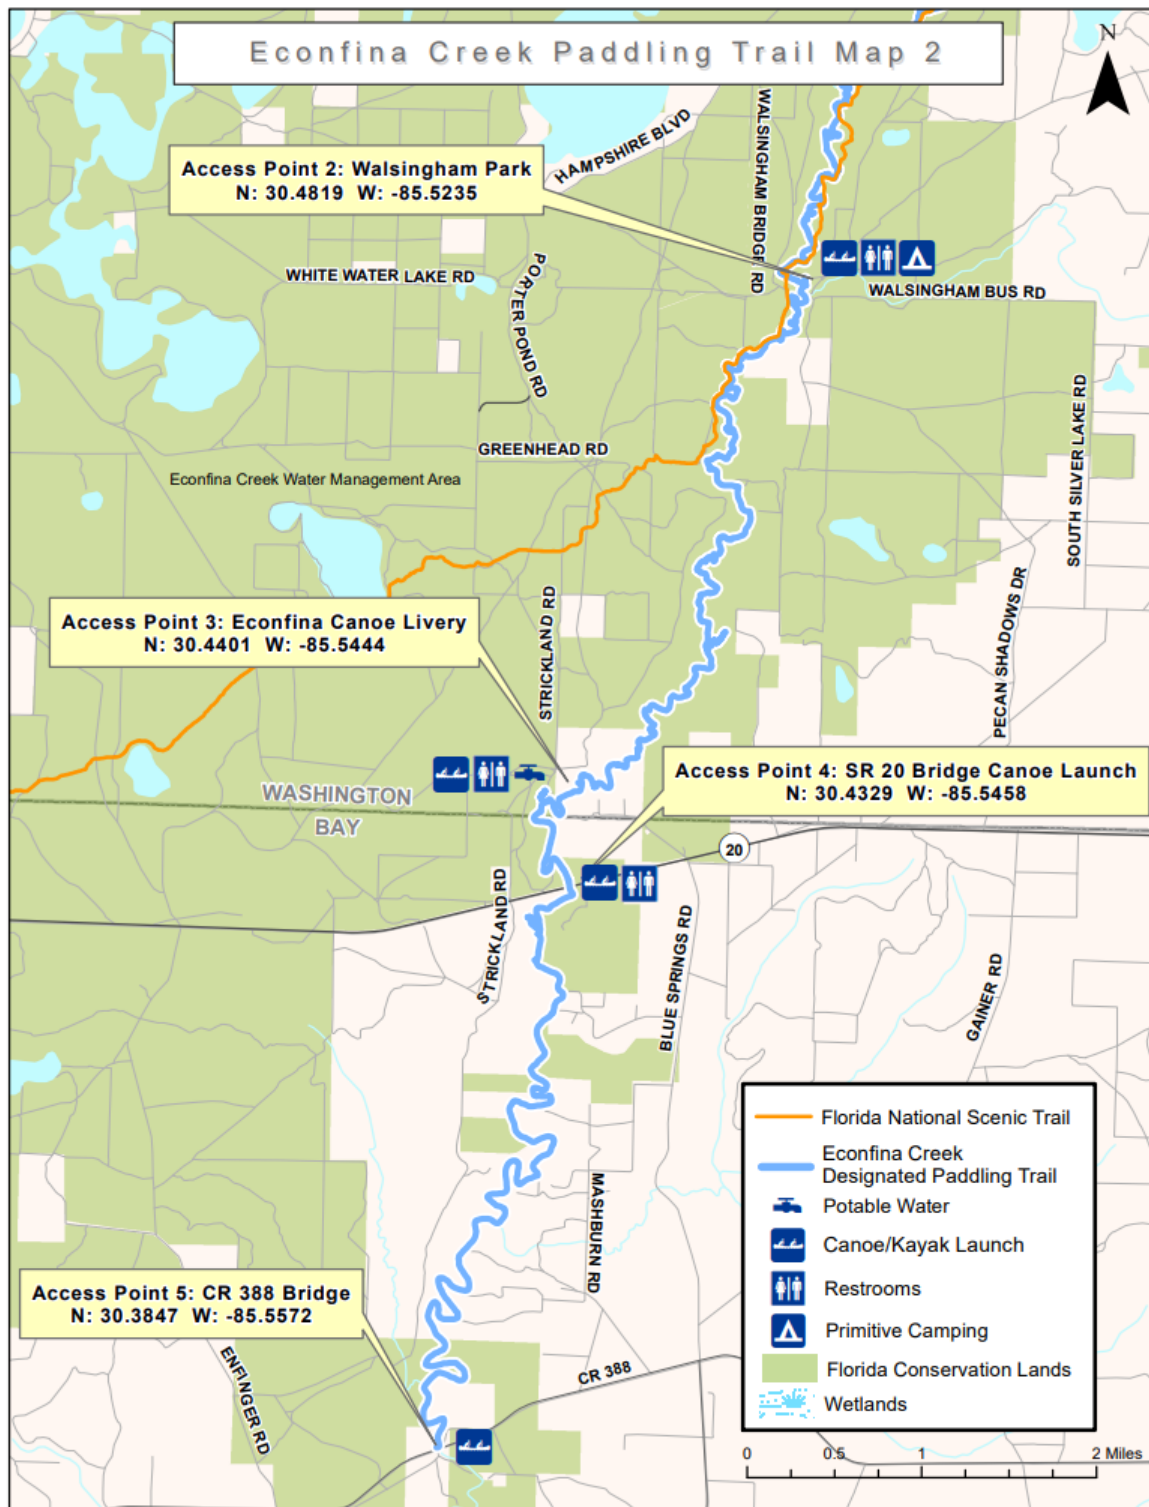 Econfina Creek Paddling Trail Map 2
N
HAMPSHIRE BLVD
WALSINGHAM BRIDGE RD
Access Point 2: Walsingham Park
N: 30.4819 W: -85.5235
WHITE WATER LAKE RD
PORTER POND RD
WALSINGHAM BUS RD
SOUTH SILVER LAKE RD
GREENHEAD RD
Econfina Creek Water Management Area
PECAN SHADOWS DR
STRICKLAND RD
Access Point 3: Econfina Canoe Livery
N: 30.4401 W: -85.5444
Access Point 4: SR 20 Bridge Canoe Launch
N: 30.4329 W: -85.5458
WASHINGTON
BAY
20
STRICKLAND RD
BLUE SPRINGS RD
GAINER RD
MASHBURN RD
Access Point 5: CR 388 Bridge
N: 30.3847 W: -85.5572
ENFINGER RD
CR 388
Florida National Scenic Trail
Econfina Creek
Designated Paddling Trail
Potable Water
Canoe/Kayak Launch
Restrooms
Primitive Camping
Florida Conservation Lands
Wetlands
0 0.5 1 2 Miles